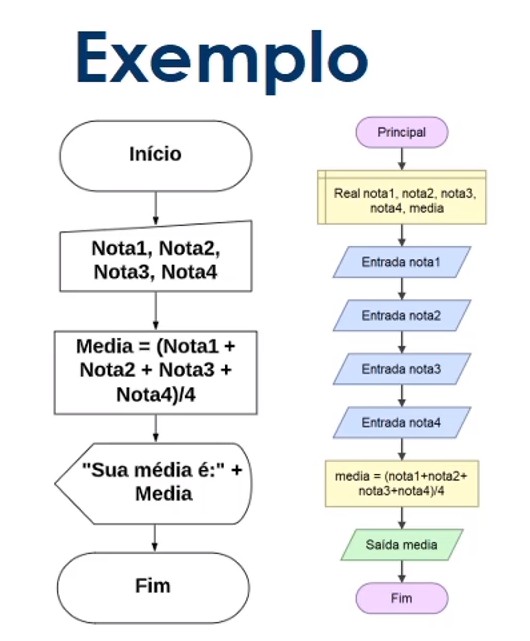 Exemplo
Início
Nota1, Nota2,
Nota3, Nota4
Media = (Nota1 +
Nota2 + Nota3 +
Nota4)/4
"Sua média é:" +
Media
Fim
Principal
Real nota1, nota2, nota3,
nota4, media
Entrada nota1
Entrada nota2
Entrada nota3
Entrada nota4
media = (nota1+nota2+
nota3+nota4)/4
Saída media
Fim